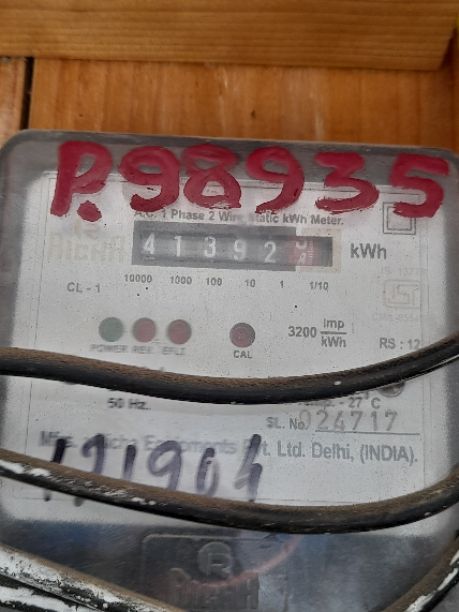 P.98935
A.C. 1 Phase 2 Wire Static kWh Meter.
41392 kWh
10000 1000 100 10 1 1/10
CL - 1
3200 imp/kWh
RS : 12
POWER REV EFLI CAL
50 Hz.
27°C
SL. No. 024717
Pvt. Ltd. Delhi, (INDIA).
171904